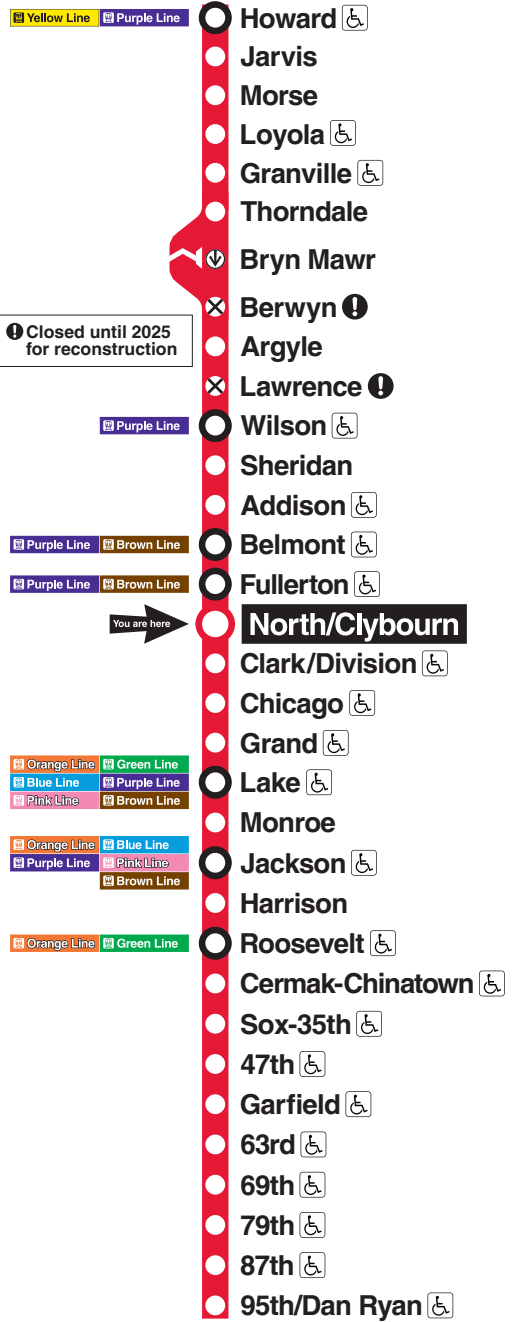 Yellow Line Purple Line Howard
Jarvis
Morse
Loyola
Granville
Thorndale
Bryn Mawr
Berwyn !
! Closed until 2025
for reconstruction
Argyle
Lawrence !
Purple Line Wilson
Sheridan
Addison
Purple Line Brown Line Belmont
Purple Line Brown Line Fullerton
You are here North/Clybourn
Clark/Division
Chicago
Grand
Orange Line Green Line
Blue Line Purple Line Lake
Pink Line Brown Line
Monroe
Orange Line Blue Line
Purple Line Pink Line Jackson
Brown Line
Harrison
Orange Line Green Line Roosevelt
Cermak-Chinatown
Sox-35th
47th
Garfield
63rd
69th
79th
87th
95th/Dan Ryan